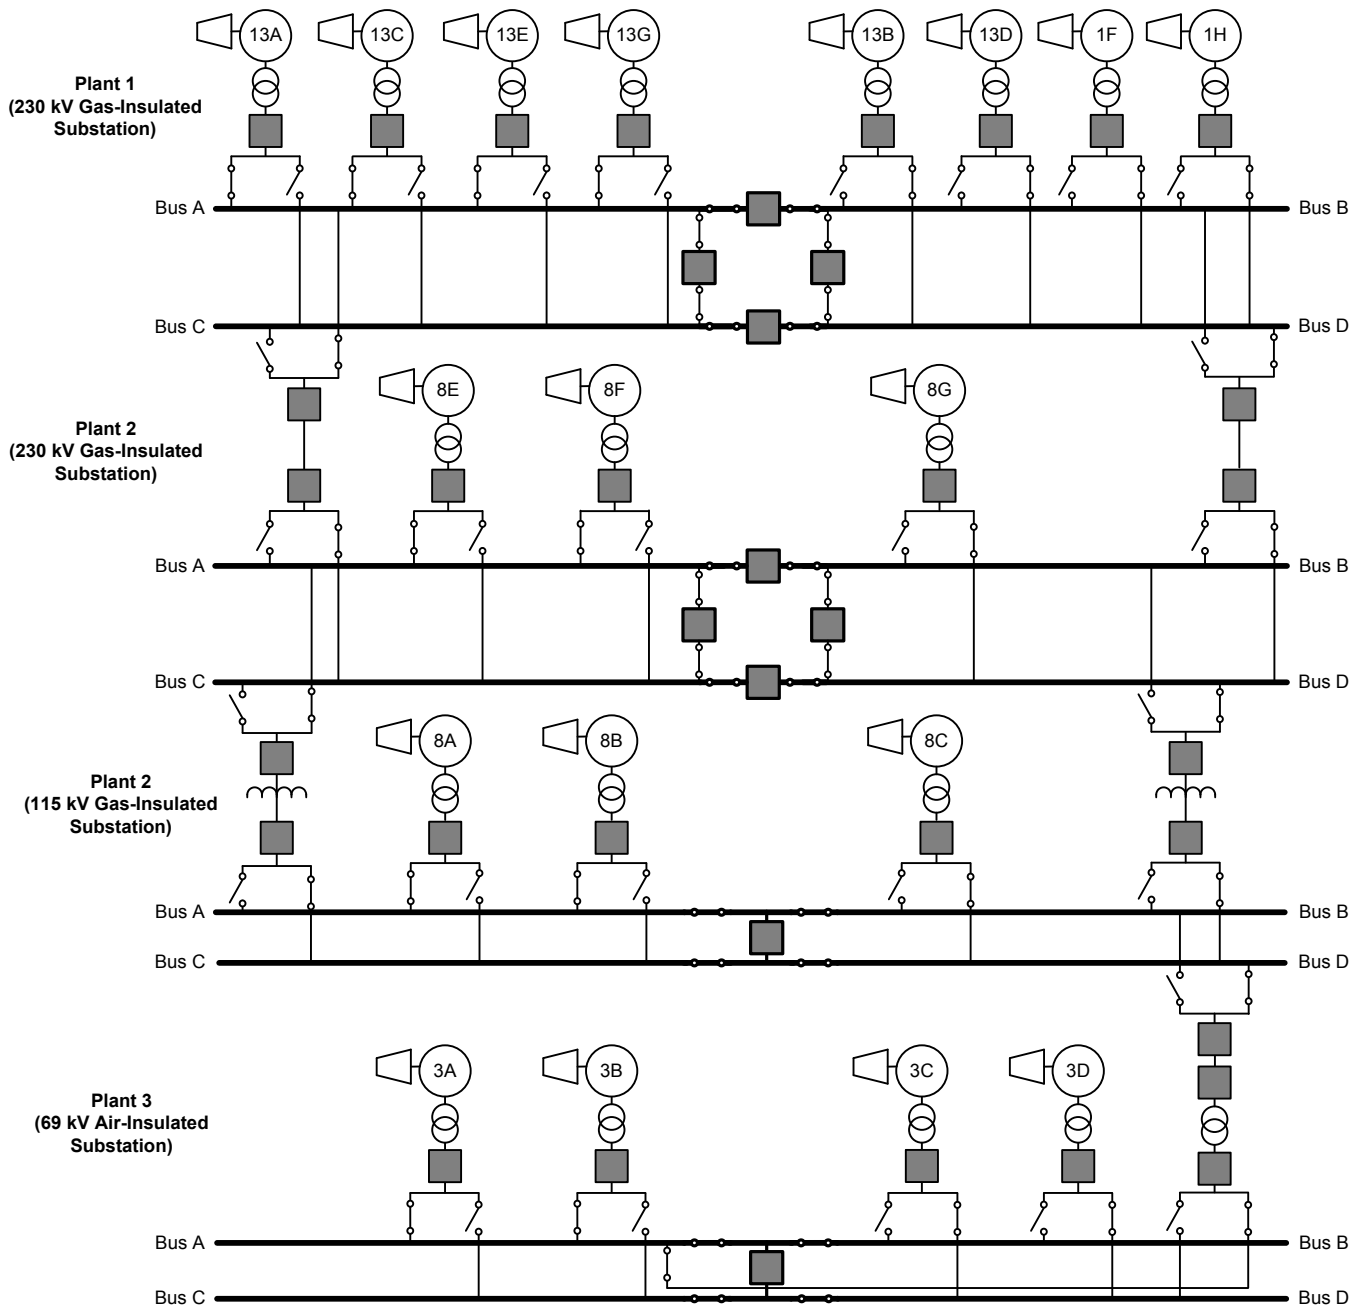 13A 13C 13E 13G 13B 13D 1F 1H
Plant 1
(230 kV Gas-Insulated
Substation)
Bus A Bus B
Bus C Bus D
8E 8F 8G
Plant 2
(230 kV Gas-Insulated
Substation)
Bus A Bus B
Bus C Bus D
8A 8B 8C
Plant 2
(115 kV Gas-Insulated
Substation)
Bus A Bus B
Bus C Bus D
3A 3B 3C 3D
Plant 3
(69 kV Air-Insulated
Substation)
Bus A Bus B
Bus C Bus D